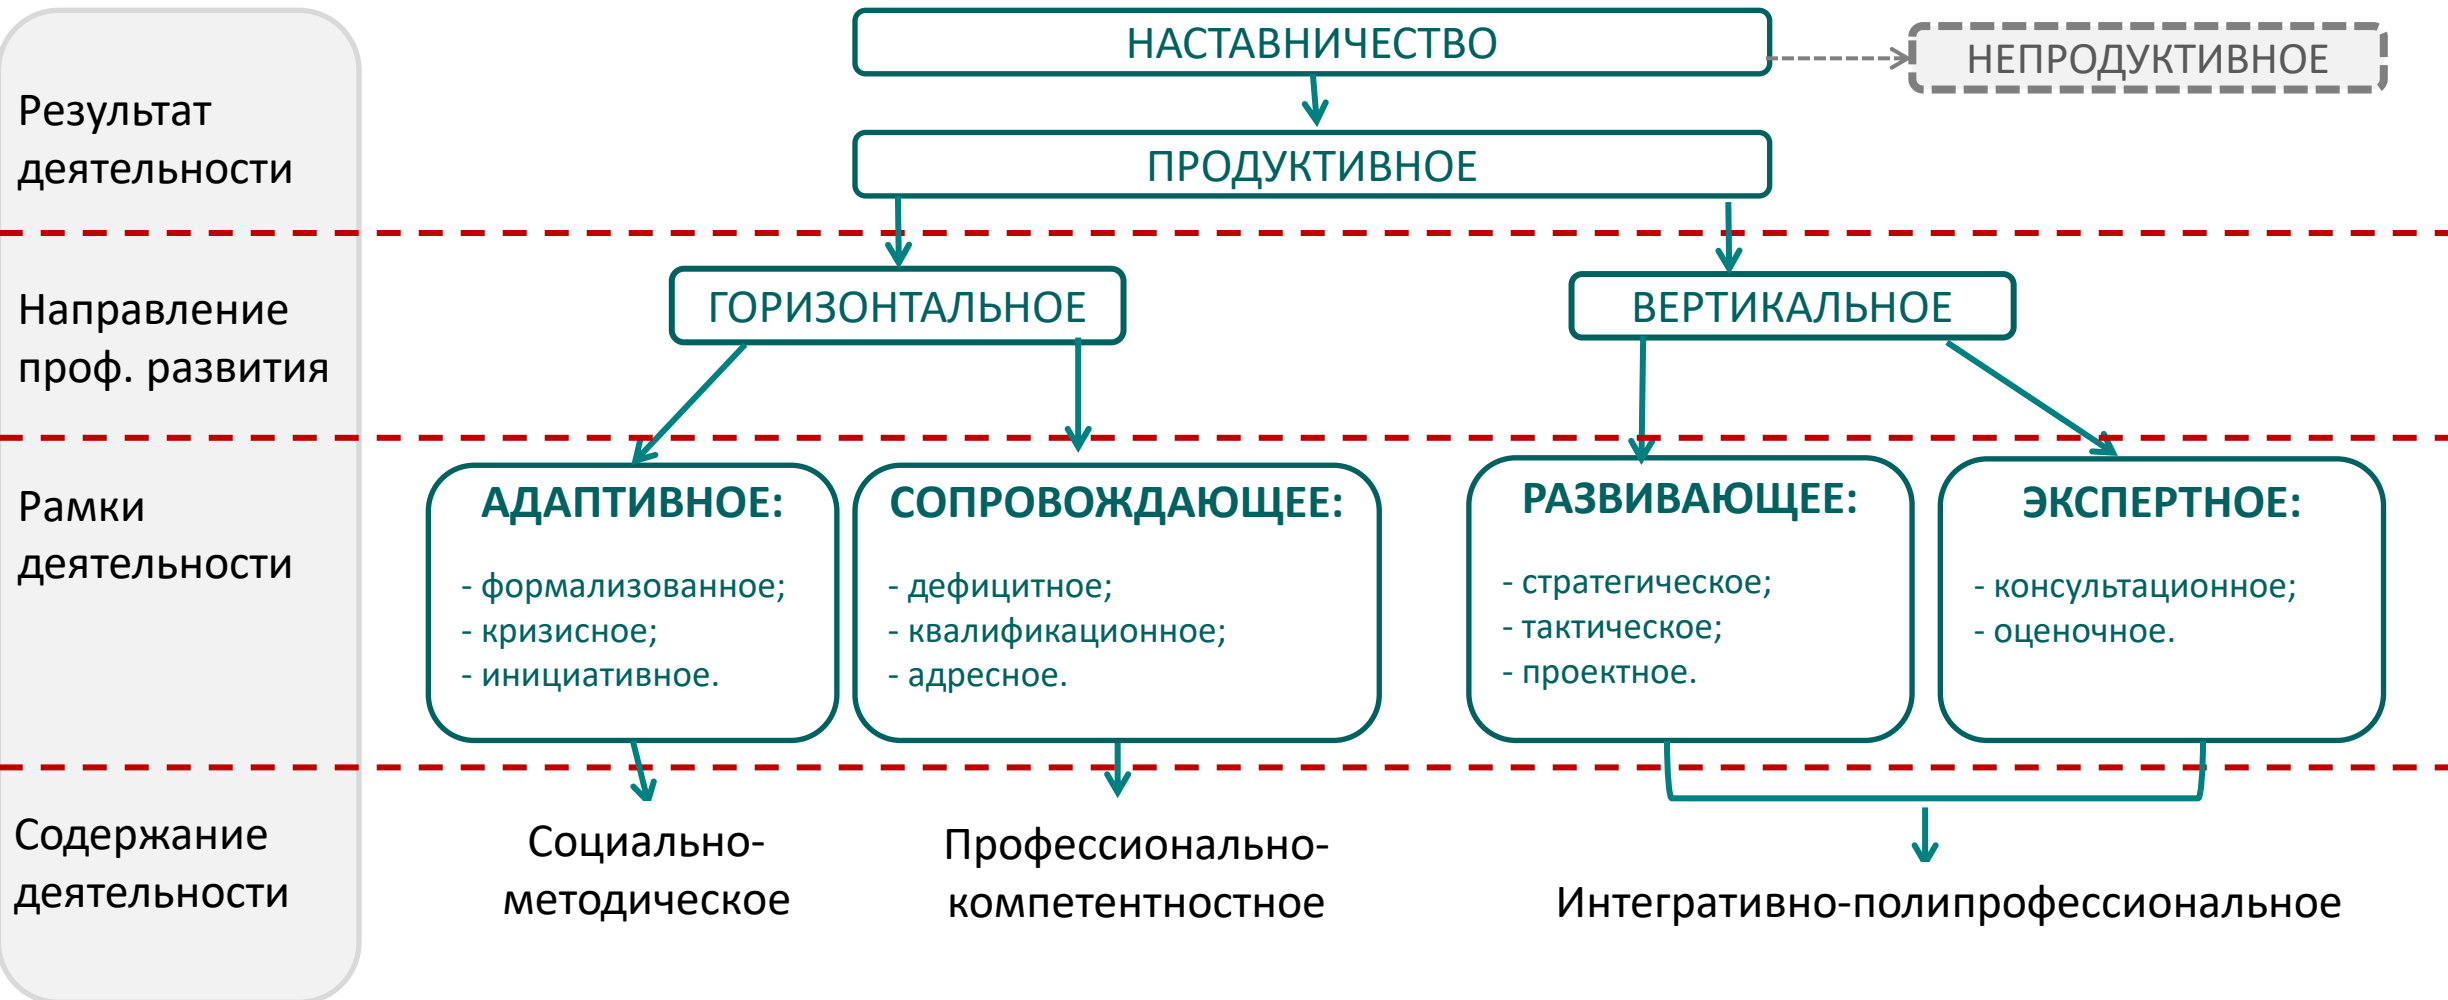 НАСТАВНИЧЕСТВО
НЕПРОДУКТИВНОЕ
Результат
деятельности
ПРОДУКТИВНОЕ
Направление
проф. развития
ГОРИЗОНТАЛЬНОЕ
ВЕРТИКАЛЬНОЕ
Рамки
деятельности
АДАПТИВНОЕ:
- формализованное;
- кризисное;
- инициативное.
СОПРОВОЖДАЮЩЕЕ:
- дефицитное;
- квалификационное;
- адресное.
РАЗВИВАЮЩЕЕ:
- стратегическое;
- тактическое;
- проектное.
ЭКСПЕРТНОЕ:
- консультационное;
- оценочное.
Содержание
деятельности
Социально-
методическое
Профессионально-
компетентностное
Интегративно-полипрофессиональное